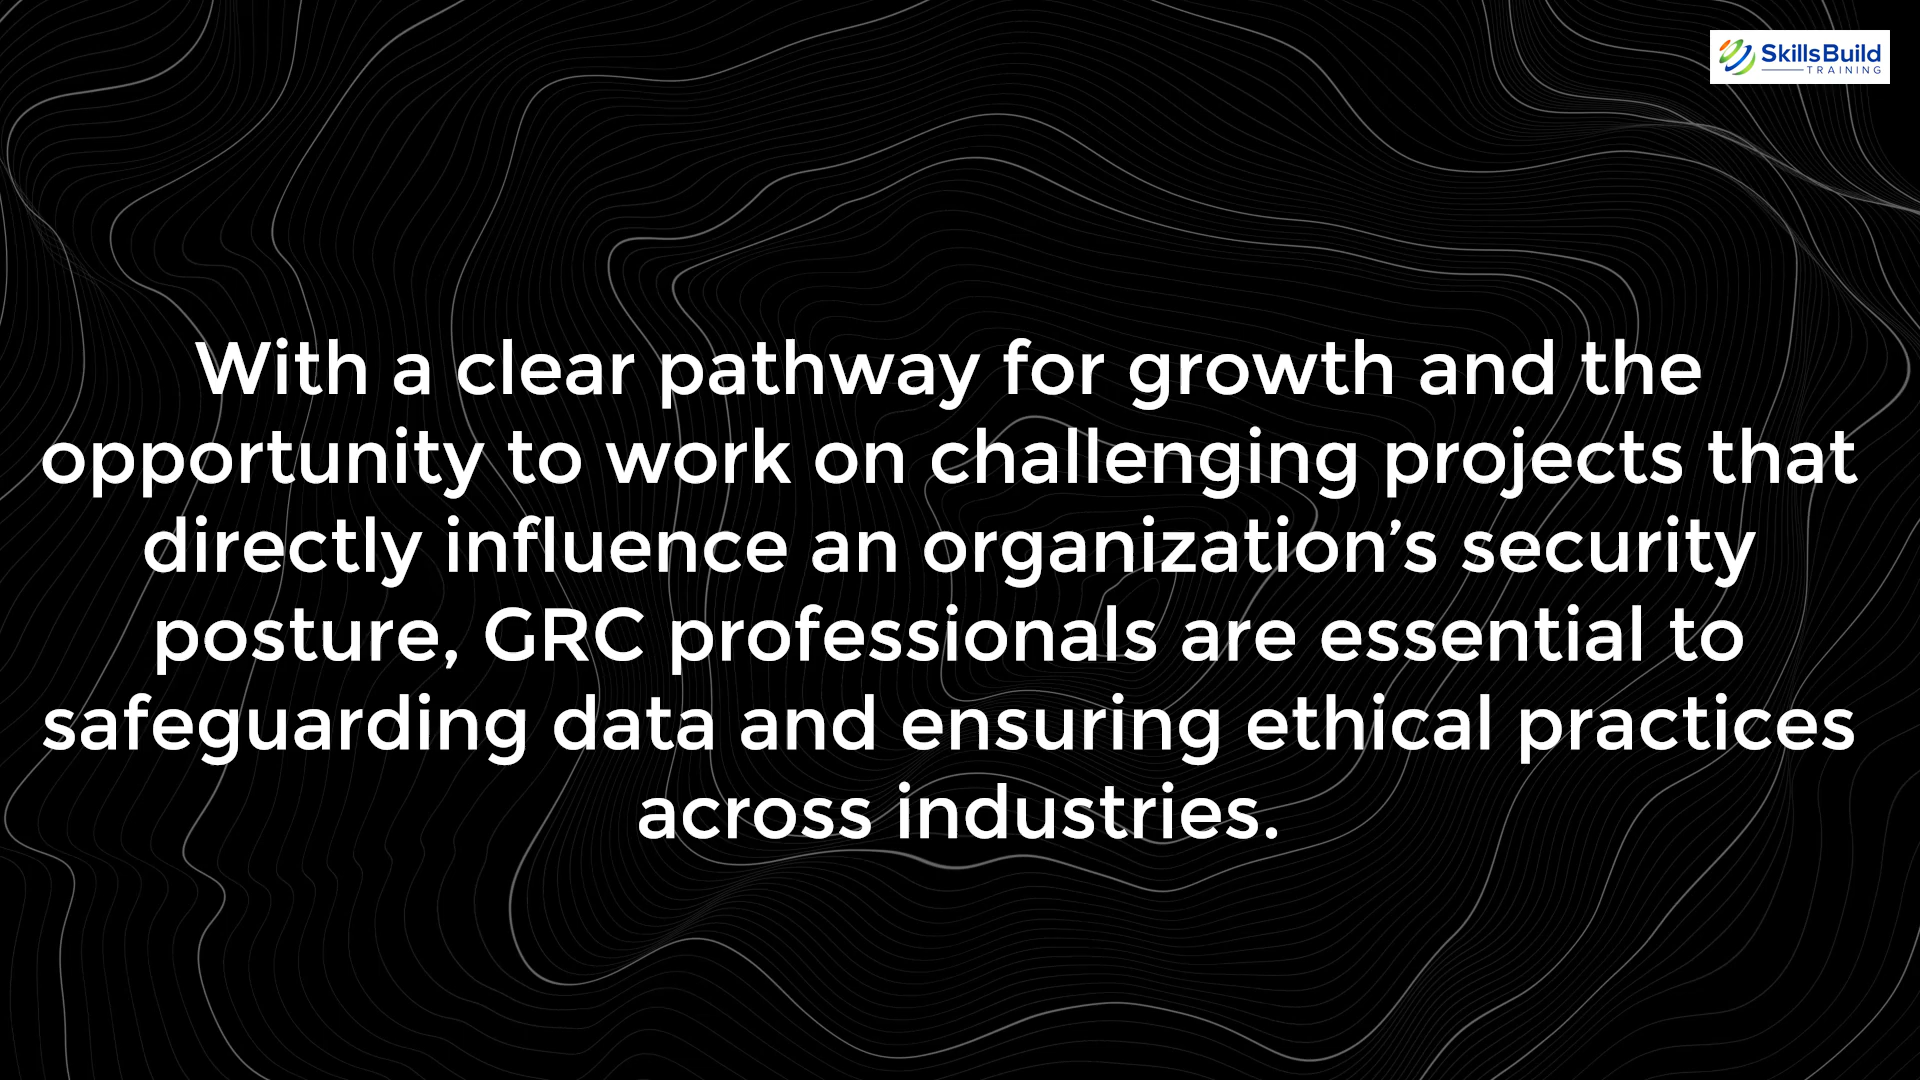 SkillsBuild
TRAINING
With a clear pathway for growth and the
opportunity to work on challenging projects that
directly influence an organization’s security
posture, GRC professionals are essential to
safeguarding data and ensuring ethical practices
across industries.